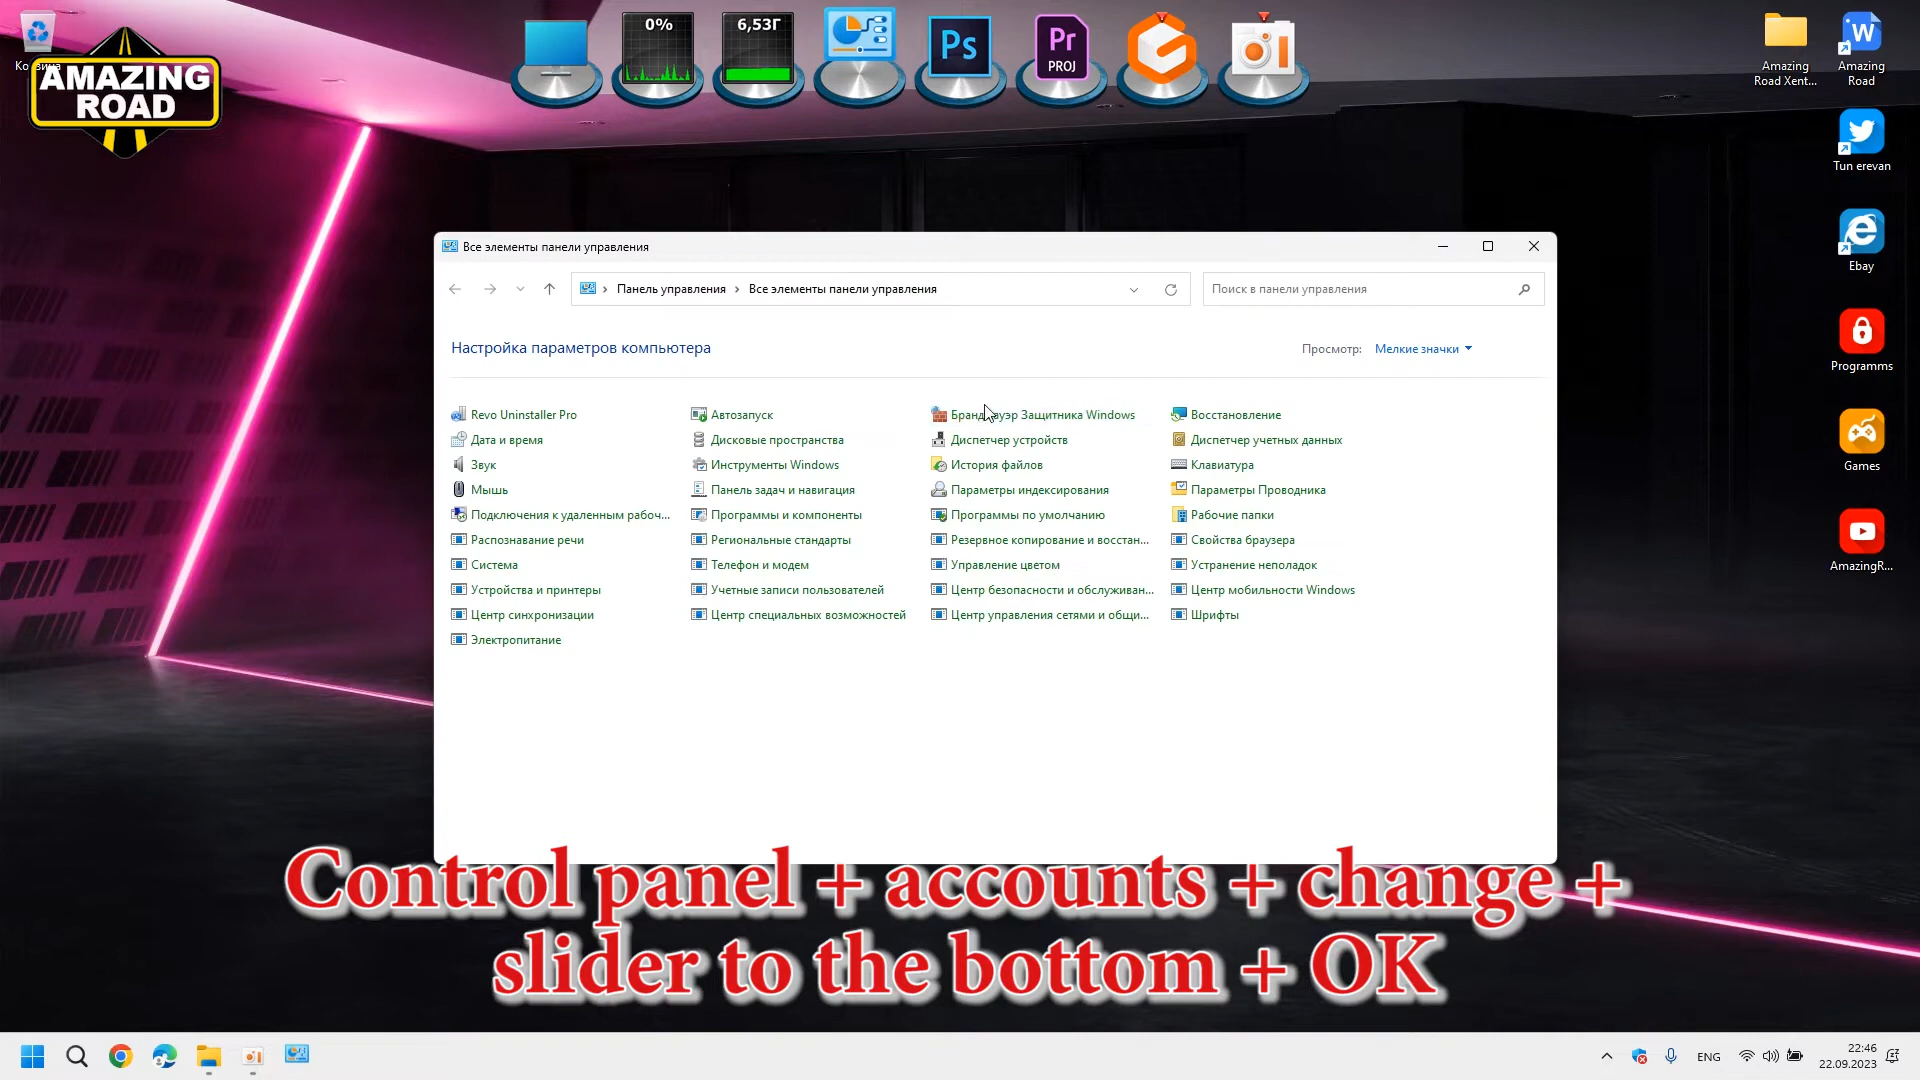 Корзина
AMAZING
ROAD
0%
6,53Г
Ps
Pr
PROJ
Amazing
Road Xent...
W
Amazing
Road
Tun erevan
Ebay
Programms
Games
AmazingR...
Все элементы панели управления
Панель управления › Все элементы панели управления
Поиск в панели управления
Настройка параметров компьютера
Просмотр: Мелкие значки
Revo Uninstaller Pro
Автозапуск
Брандмауэр Защитника Windows
Восстановление
Дата и время
Дисковые пространства
Диспетчер устройств
Диспетчер учетных данных
Звук
Инструменты Windows
История файлов
Клавиатура
Мышь
Панель задач и навигация
Параметры индексирования
Параметры Проводника
Подключения к удаленным рабоч...
Программы и компоненты
Программы по умолчанию
Рабочие папки
Распознавание речи
Региональные стандарты
Резервное копирование и восстан...
Свойства браузера
Система
Телефон и модем
Управление цветом
Устранение неполадок
Устройства и принтеры
Учетные записи пользователей
Центр безопасности и обслуживан...
Центр мобильности Windows
Центр синхронизации
Центр специальных возможностей
Центр управления сетями и общи...
Шрифты
Электропитание
Control panel + accounts + change +
slider to the bottom + OK
ENG
22:46
22.09.2023